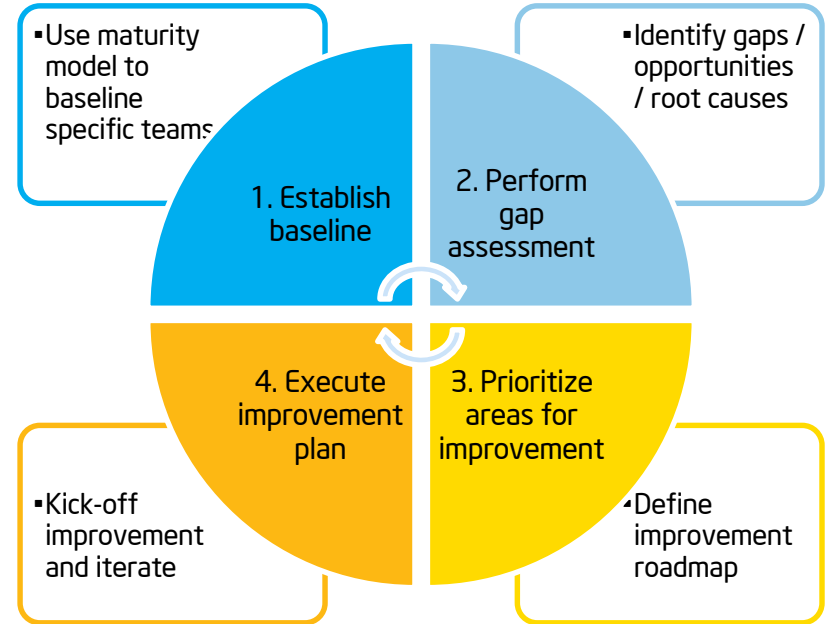 ▪Use maturity
model to
baseline
specific teams
▪Identify gaps /
opportunities
/ root causes
1. Establish
baseline
2. Perform
gap
assessment
4. Execute
improvement
plan
3. Prioritize
areas for
improvement
▪Kick-off
improvement
and iterate
▪Define
improvement
roadmap